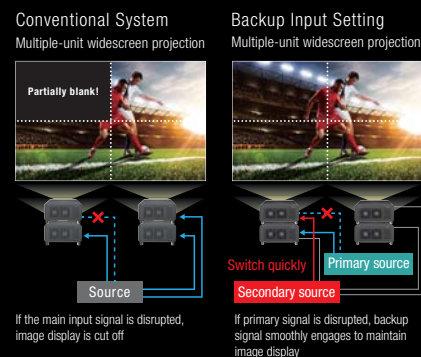 Conventional System
Multiple-unit widescreen projection
Partially blank!
Source
If the main input signal is disrupted,
image display is cut off
Backup Input Setting
Multiple-unit widescreen projection
Switch quickly
Primary source
Secondary source
If primary signal is disrupted, backup
signal smoothly engages to maintain
image display